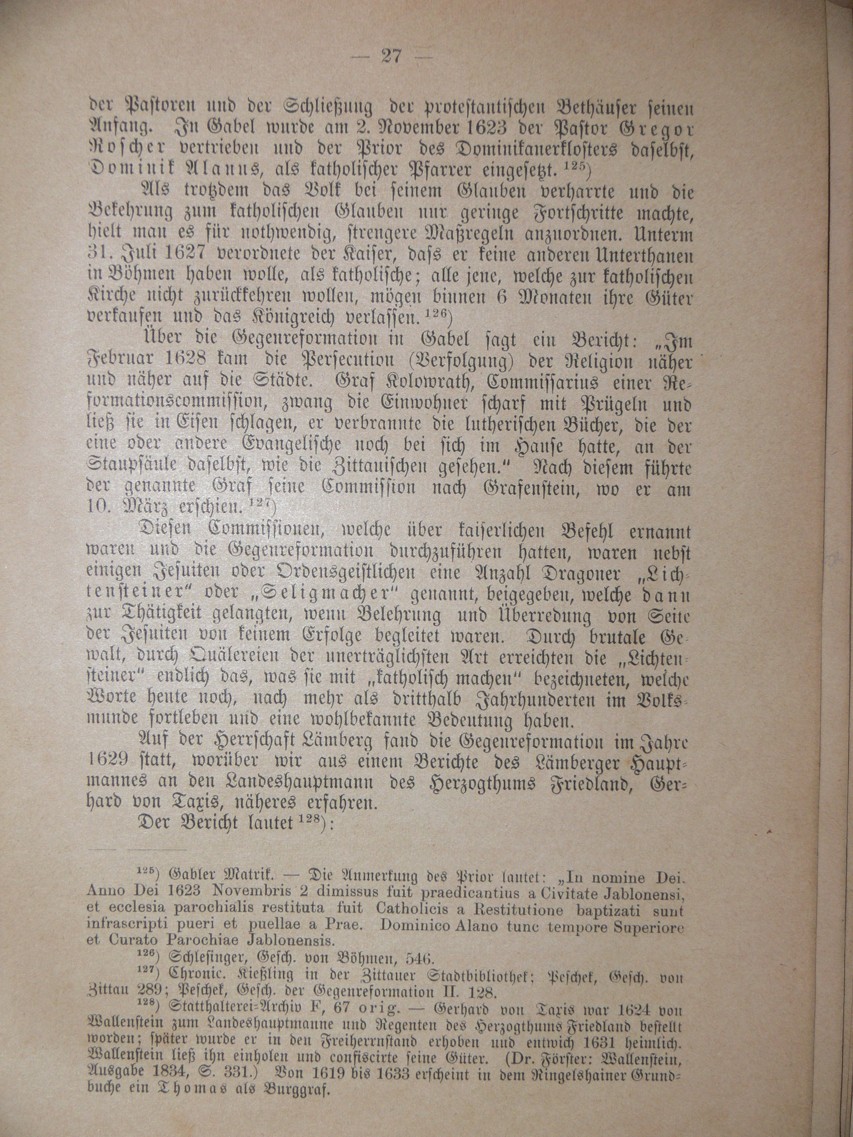 — 27 —
der Pastoren und der Schließung der protestantischen Bethäuser seinen
Anfang. In Gabel wurde am 2. November 1623 der Pastor Gregor
Roscher vertrieben und der Prior des Dominikanerklosters daselbst,
Dominik Alanus, als katholischer Pfarrer eingesetzt. 125)
Als trotzdem das Volk bei seinem Glauben verharrte und die
Bekehrung zum katholischen Glauben nur geringe Fortschritte machte,
hielt man es für nothwendig, strengere Maßregeln anzuordnen. Unterm
31. Juli 1627 verordnete der Kaiser, dass er keine anderen Unterthanen
in Böhmen haben wolle, als katholische; alle jene, welche zur katholischen
Kirche nicht zurückkehren wollen, mögen binnen 6 Monaten ihre Güter
verkaufen und das Königreich verlassen. 126)
Über die Gegenreformation in Gabel sagt ein Bericht: „Im
Februar 1628 kam die Persecution (Verfolgung) der Religion näher
und näher auf die Städte. Graf Kolowrath, Commissarius einer Re-
formationscommission, zwang die Einwohner scharf mit Prügeln und
ließ sie in Eisen schlagen, er verbrannte die lutherischen Bücher, die der
eine oder andere Evangelische noch bei sich im Hause hatte, an der
Staupsäule daselbst, wie die Zittauischen gesehen.“ Nach diesem führte
der genannte Graf seine Commission nach Grafenstein, wo er am
10. März erschien. 127)
Diesen Commissionen, welche über kaiserlichen Befehl ernannt
waren und die Gegenreformation durchzuführen hatten, waren nebst
einigen Jesuiten oder Ordensgeistlichen eine Anzahl Dragoner „Lich-
tensteiner“ oder „Seligmacher“ genannt, beigegeben, welche dann
zur Thätigkeit gelangten, wenn Belehrung und Überredung von Seite
der Jesuiten von keinem Erfolge begleitet waren. Durch brutale Ge-
walt, durch Quälereien der unerträglichsten Art erreichten die „Lichten-
steiner“ endlich das, was sie mit „katholisch machen“ bezeichneten, welche
Worte heute noch, nach mehr als dritthalb Jahrhunderten im Volks-
munde fortleben und eine wohlbekannte Bedeutung haben.
Auf der Herrschaft Lämberg fand die Gegenreformation im Jahre
1629 statt, worüber wir aus einem Berichte des Lämberger Haupt-
mannes an den Landeshauptmann des Herzogthums Friedland, Ger-
hard von Taxis, näheres erfahren.
Der Bericht lautet 128):
125) Gabler Matrik. — Die Anmerkung des Prior lautet: „In nomine Dei.
Anno Dei 1623 Novembris 2 dimissus fuit praedicantius a Civitate Jablonensi,
et ecclesia parochialis restituta fuit Catholicis a Restitutione baptizati sunt
infrascripti pueri et puellae a Prae. Dominico Alano tunc tempore Superiore
et Curato Parochiae Jablonensis.
126) Schlesinger, Gesch. von Böhmen, 546.
127) Chronic. Kießling in der Zittauer Stadtbibliothek; Peschek, Gesch. von
Zittau 289; Peschek, Gesch. der Gegenreformation II. 128.
128) Statthalterei-Archiv F, 67 orig. — Gerhard von Taxis war 1624 von
Wallenstein zum Landeshauptmanne und Regenten des Herzogthums Friedland bestellt
worden; später wurde er in den Freiherrnstand erhoben und entwich 1631 heimlich.
Wallenstein ließ ihn einholen und confiscirte seine Güter. (Dr. Förster: Wallenstein,
Ausgabe 1834, S. 331.) Von 1619 bis 1633 erscheint in dem Ringelshainer Grund-
buche ein Thomas als Burggraf.